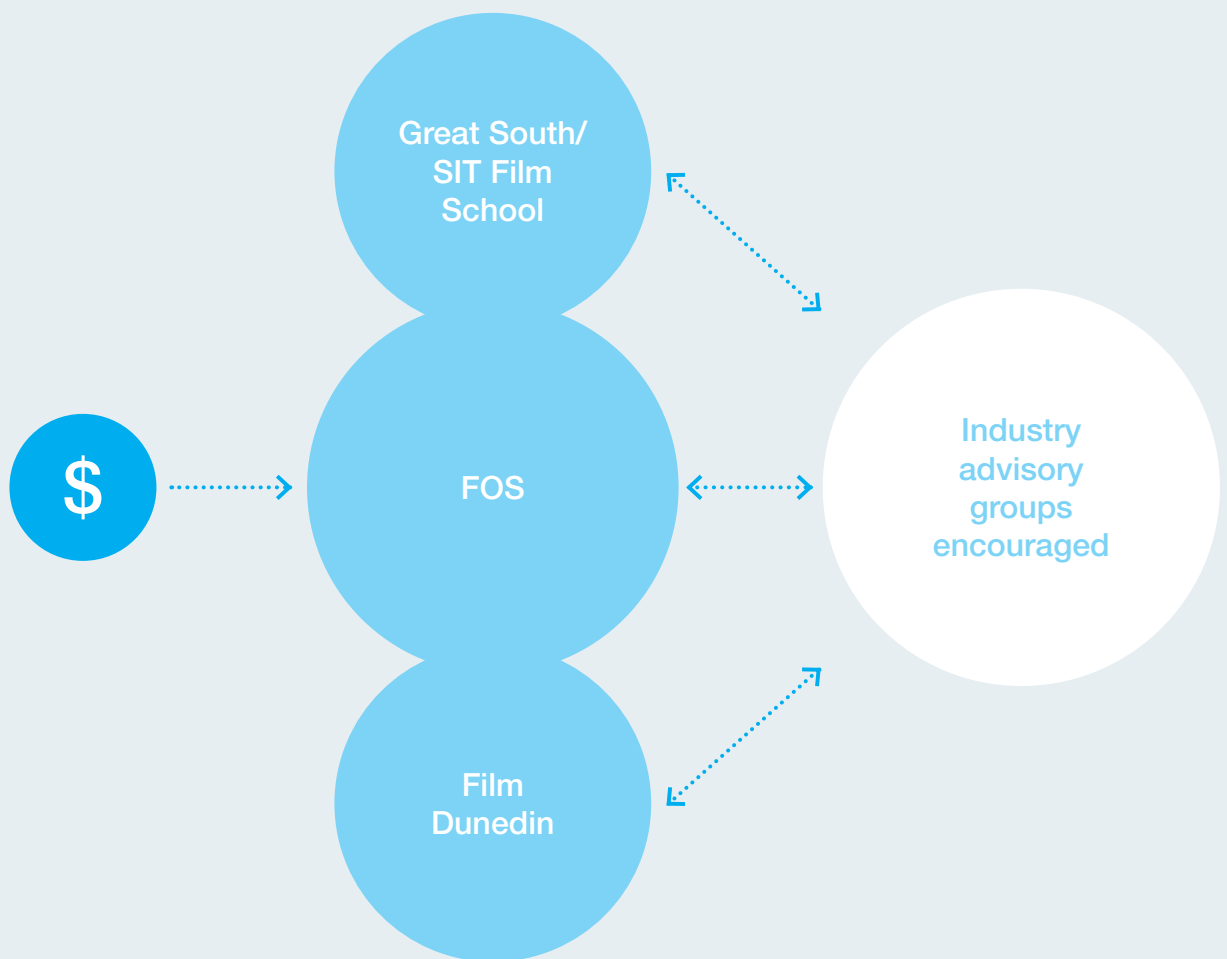 Great South/
SIT Film
School
$
FOS
Industry
advisory
groups
encouraged
Film
Dunedin